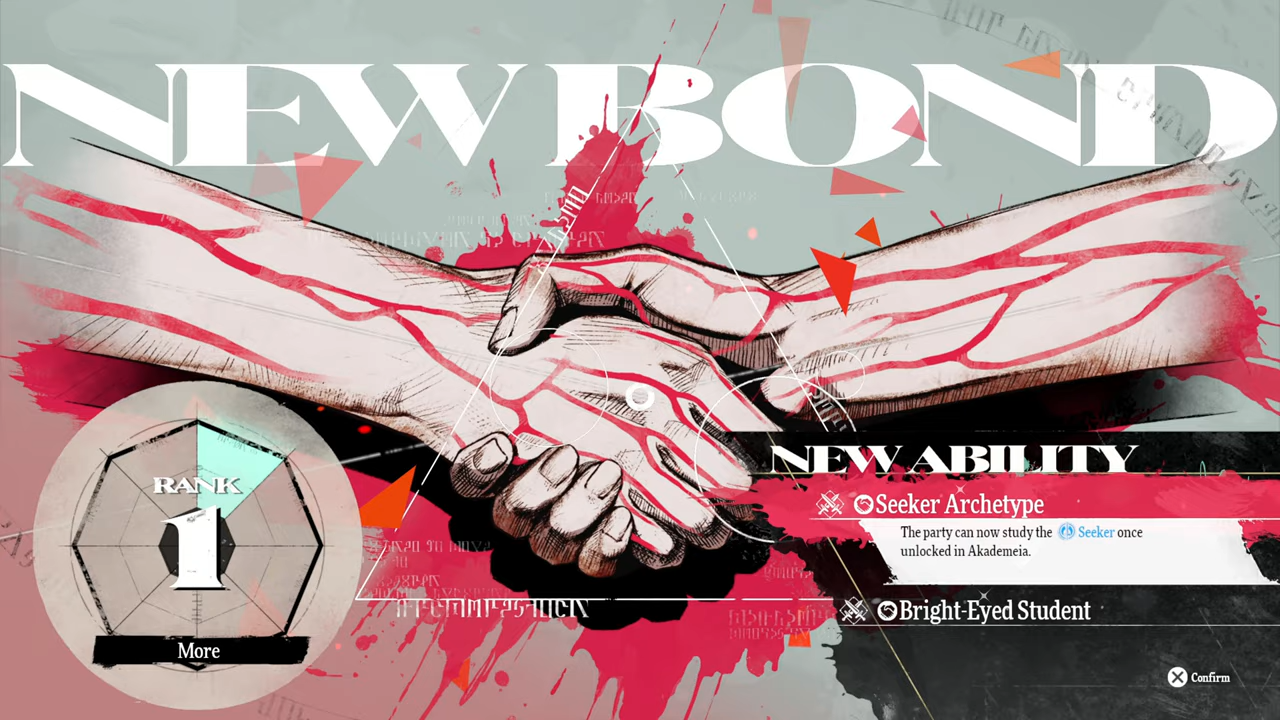 NEW BOND
RANK
1
More
NEW ABILITY
Seeker Archetype
The party can now study the Seeker once
unlocked in Akademeia.
Bright-Eyed Student
Confirm